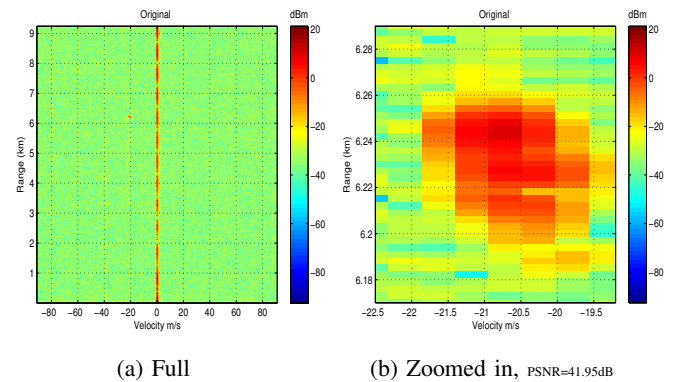 Original
dBm
Range (km)
9
8
7
6
5
4
3
2
1
−80 −60 −40 −20 0 20 40 60 80
Velocity m/s
20
0
−20
−40
−60
−80
(a) Full
Original
dBm
Range (km)
6.28
6.26
6.24
6.22
6.2
6.18
−22.5 −22 −21.5 −21 −20.5 −20 −19.5
Velocity m/s
20
0
−20
−40
−60
−80
(b) Zoomed in, PSNR=41.95dB